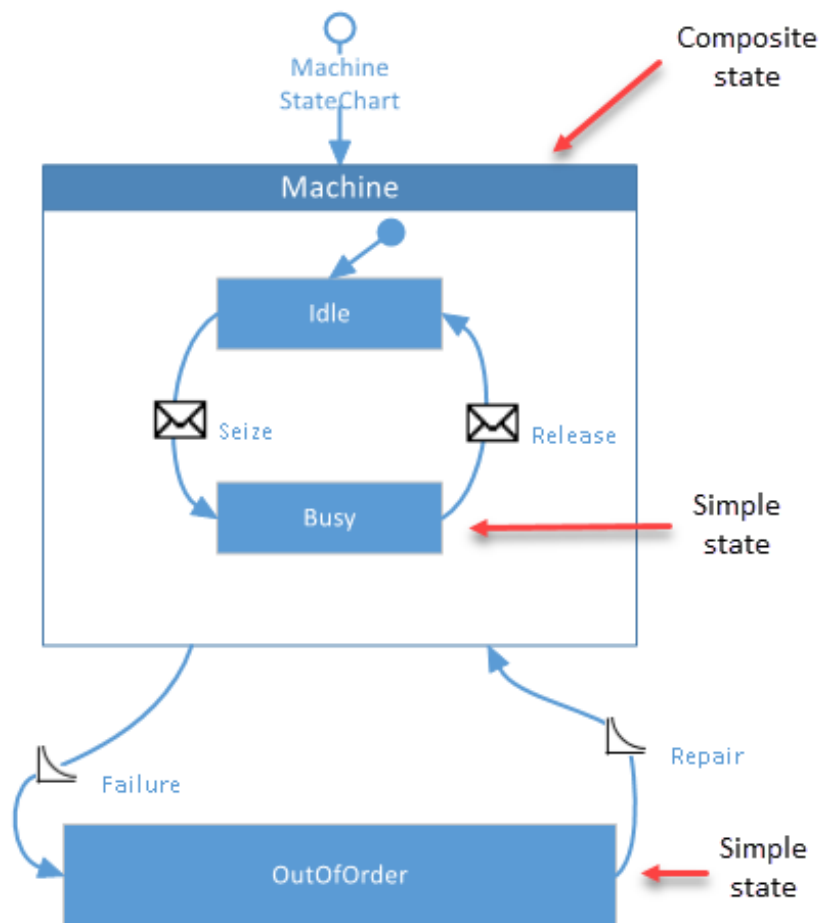 Composite
state
Machine
StateChart
Machine
Idle
Seize
Release
Busy
Simple
state
Failure
Repair
OutOfOrder
Simple
state